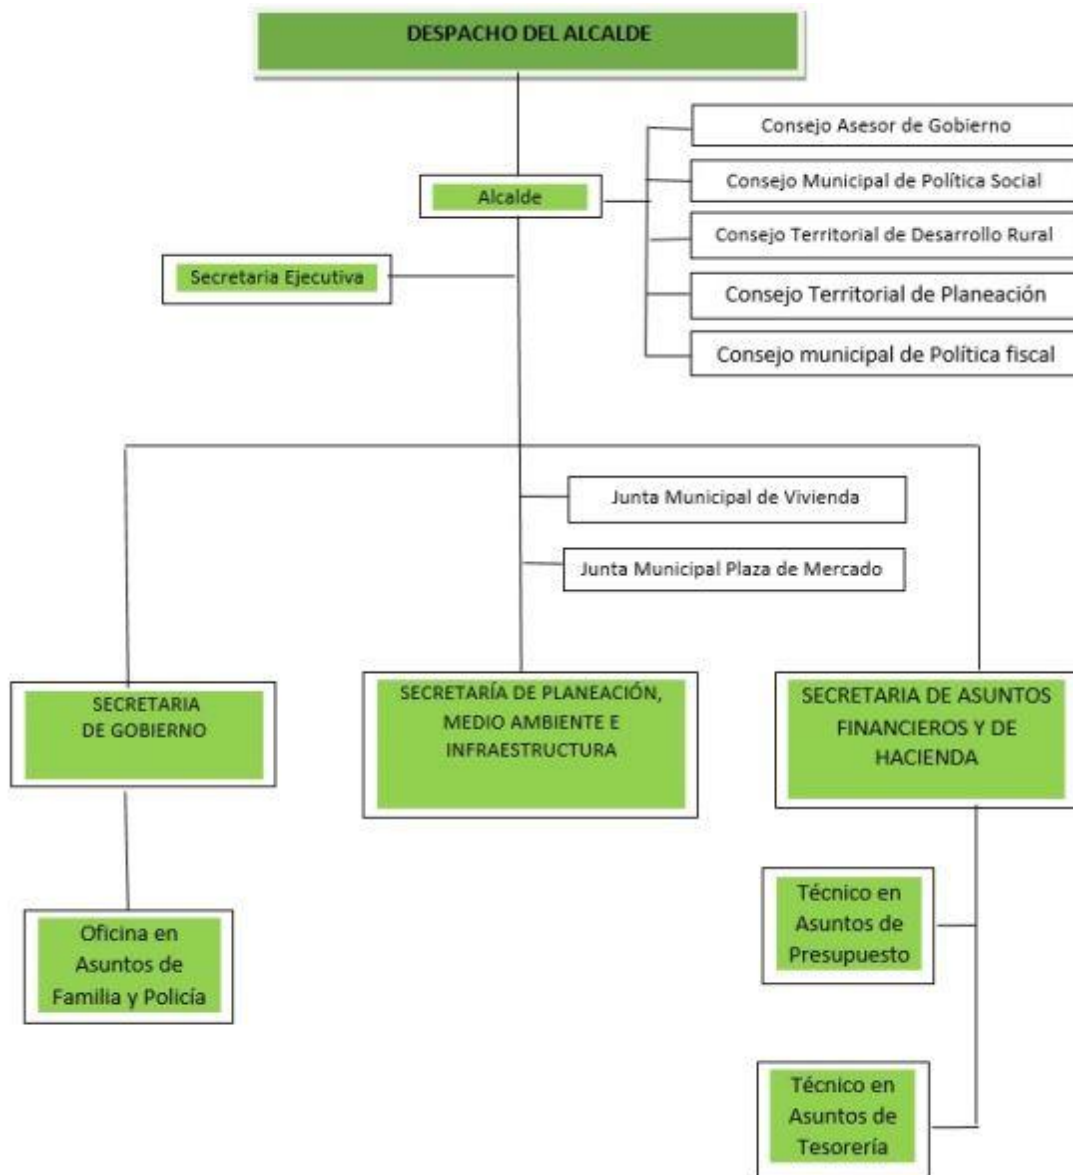 DESPACHO DEL ALCALDE
Consejo Asesor de Gobierno
Alcalde
Consejo Municipal de Política Social
Consejo Territorial de Desarrollo Rural
Secretaria Ejecutiva
Consejo Territorial de Planeación
Consejo municipal de Política fiscal
Junta Municipal de Vivienda
Junta Municipal Plaza de Mercado
SECRETARIA
DE GOBIERNO
SECRETARÍA DE PLANEACIÓN,
MEDIO AMBIENTE E
INFRAESTRUCTURA
SECRETARIA DE ASUNTOS
FINANCIEROS Y DE
HACIENDA
Oficina en
Asuntos de
Familia y Policía
Técnico en
Asuntos de
Presupuesto
Técnico en
Asuntos de
Tesorería